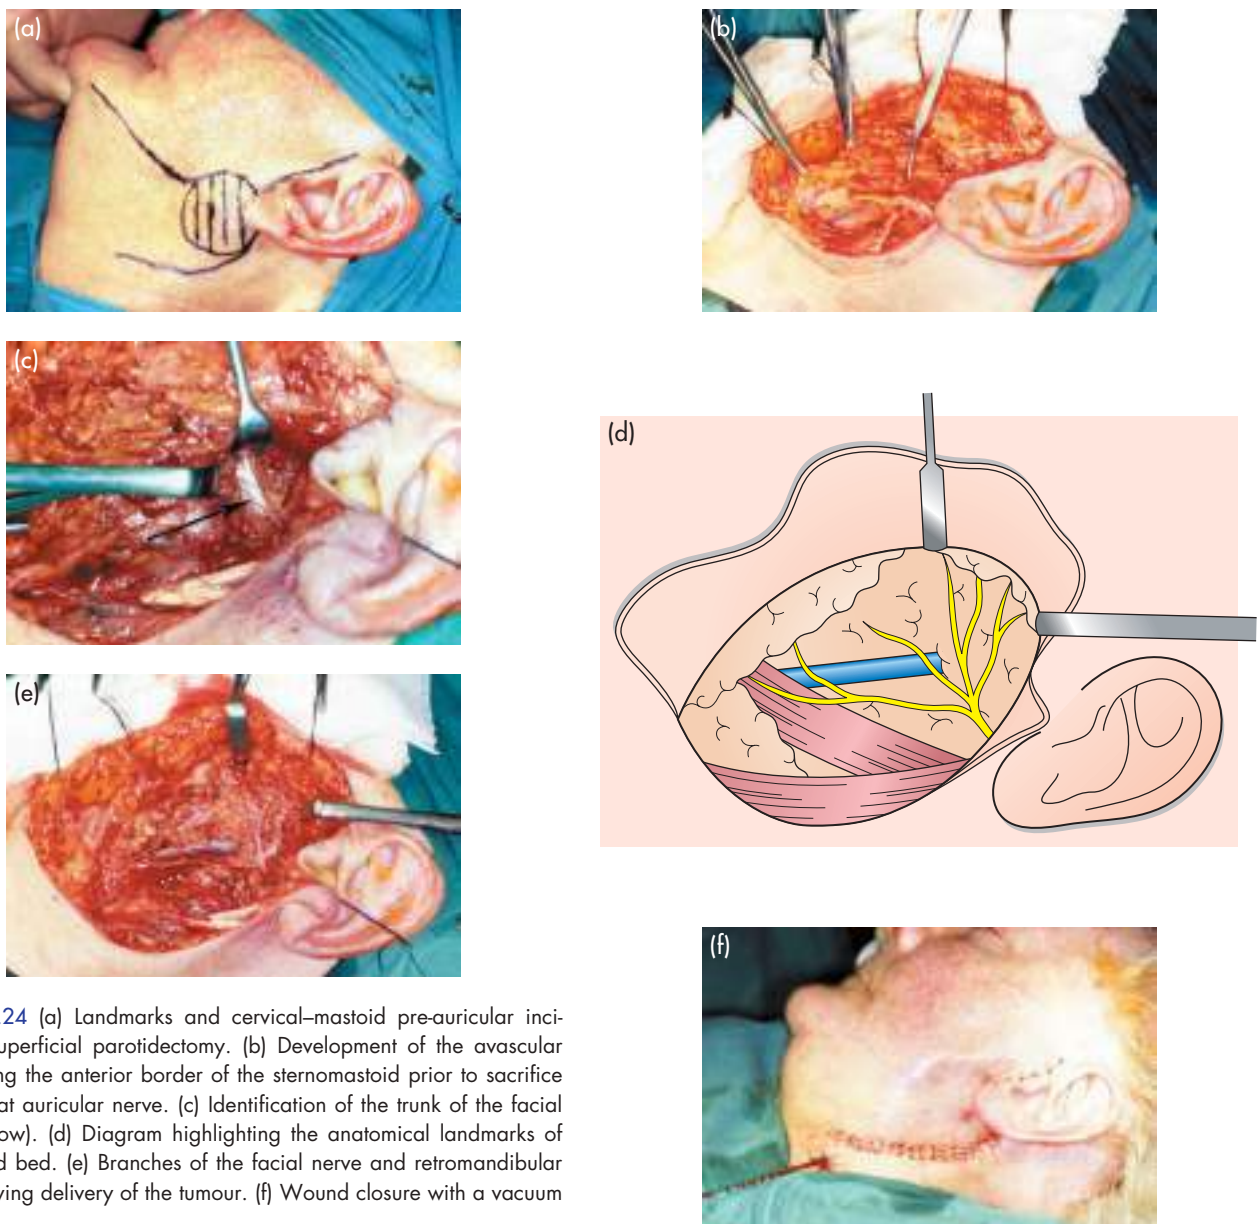 (a)
(b)
(c)
(d)
(e)
(f)
.24 (a) Landmarks and cervical–mastoid pre-auricular inci-
uperficial parotidectomy. (b) Development of the avascular
ng the anterior border of the sternomastoid prior to sacrifice
at auricular nerve. (c) Identification of the trunk of the facial
ow). (d) Diagram highlighting the anatomical landmarks of
d bed. (e) Branches of the facial nerve and retromandibular
ving delivery of the tumour. (f) Wound closure with a vacuum